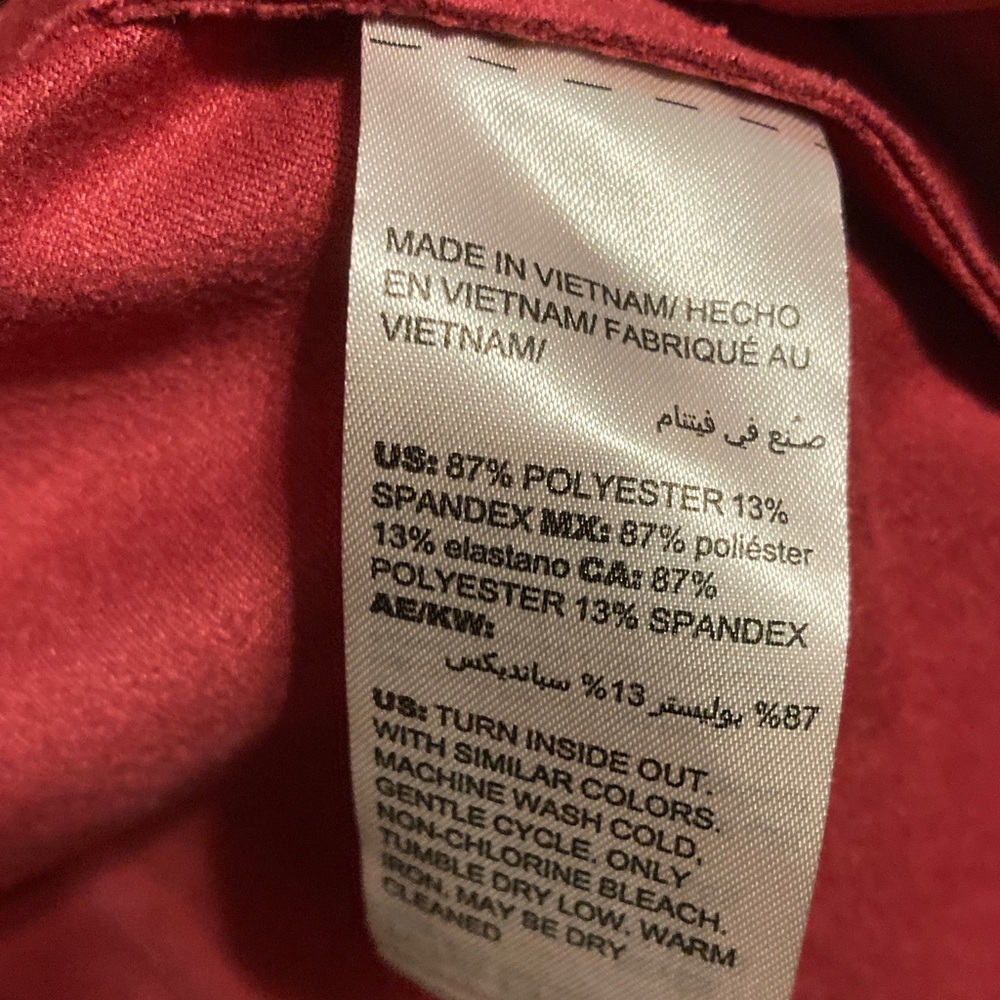 MADE IN VIETNAM/ HECHO
EN VIETNAM/ FABRIQUÉ AU
VIETNAM/
صُنع في فيتنام
US: 87% POLYESTER 13%
SPANDEX MX: 87% poliéster
13% elastano CA: 87%
POLYESTER 13% SPANDEX
AE/KW:
87% بوليستر 13% سبانديكس
US: TURN INSIDE OUT.
WITH SIMILAR COLORS.
MACHINE WASH COLD,
GENTLE CYCLE. ONLY
NON-CHLORINE BLEACH.
TUMBLE DRY LOW. WARM
IRON. MAY BE DRY
CLEANED